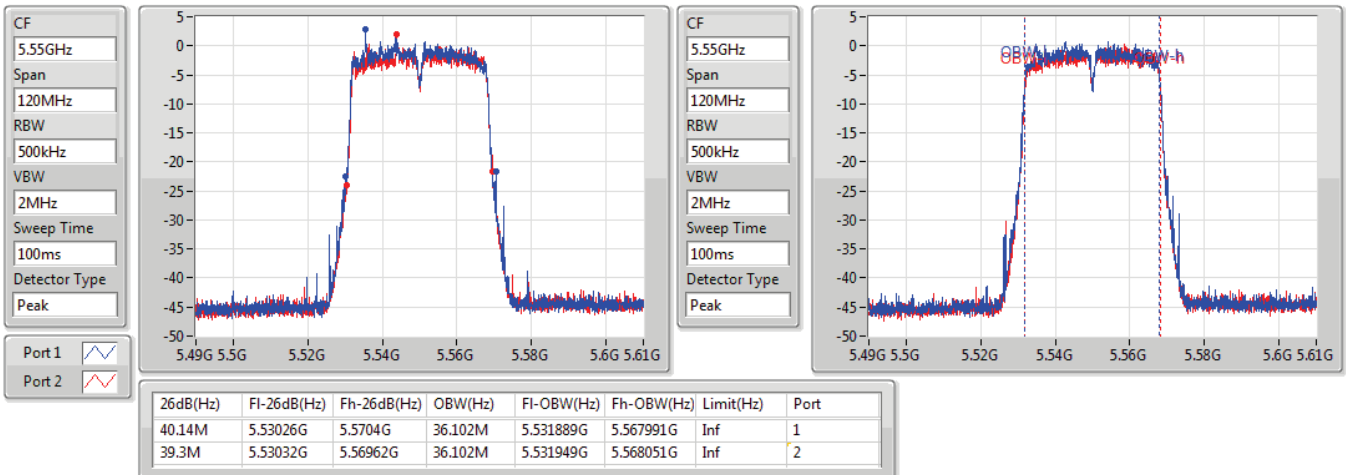 CF
5.55GHz
Span
120MHz
RBW
500kHz
VBW
2MHz
Sweep Time
100ms
Detector Type
Peak
Port 1
Port 2
5
0
-5
-10
-15
-20
-25
-30
-35
-40
-45
-50
5.49G 5.5G 5.52G 5.54G 5.56G 5.58G 5.6G 5.61G
CF
5.55GHz
Span
120MHz
RBW
500kHz
VBW
2MHz
Sweep Time
100ms
Detector Type
Peak
5
0
-5
-10
-15
-20
-25
-30
-35
-40
-45
-50
5.49G 5.5G 5.52G 5.54G 5.56G 5.58G 5.6G 5.61G
26dB(Hz) Fl-26dB(Hz) Fh-26dB(Hz) OBW(Hz) Fl-OBW(Hz) Fh-OBW(Hz) Limit(Hz) Port
40.14M 5.53026G 5.5704G 36.102M 5.531889G 5.567991G Inf 1
39.3M 5.53032G 5.56962G 36.102M 5.531949G 5.568051G Inf 2